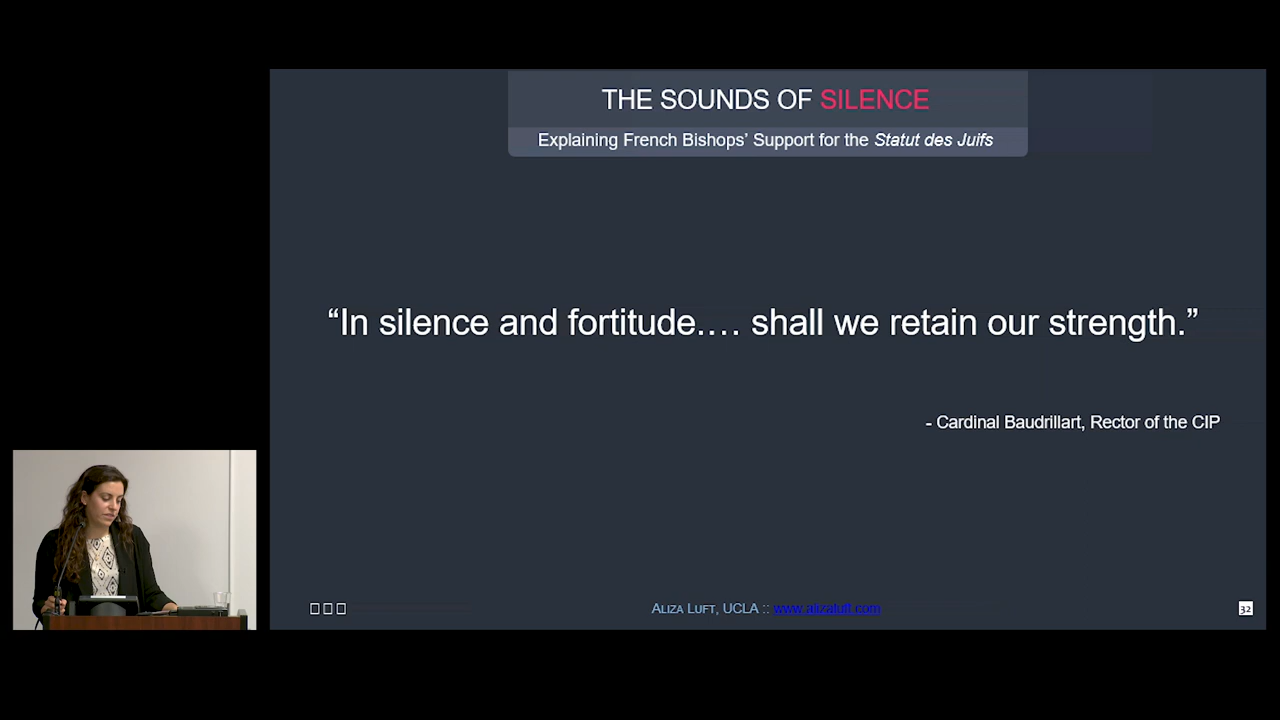 THE SOUNDS OF SILENCE
Explaining French Bishops’ Support for the Statut des Juifs
“In silence and fortitude.… shall we retain our strength.”
- Cardinal Baudrillart, Rector of the CIP
ALIZA LUFT, UCLA :: www.alizaluft.com
32